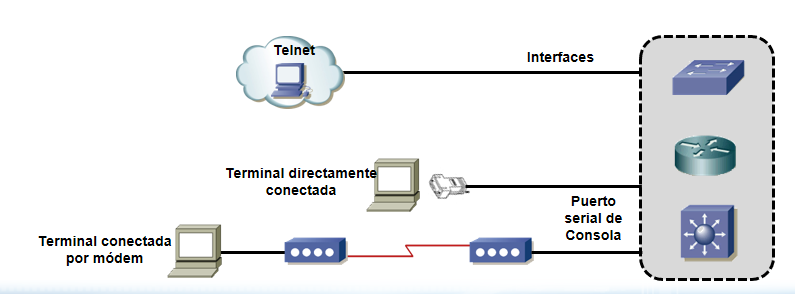 Telnet
Interfaces
Terminal directamente
conectada
Puerto
serial de
Consola
Terminal conectada
por módem